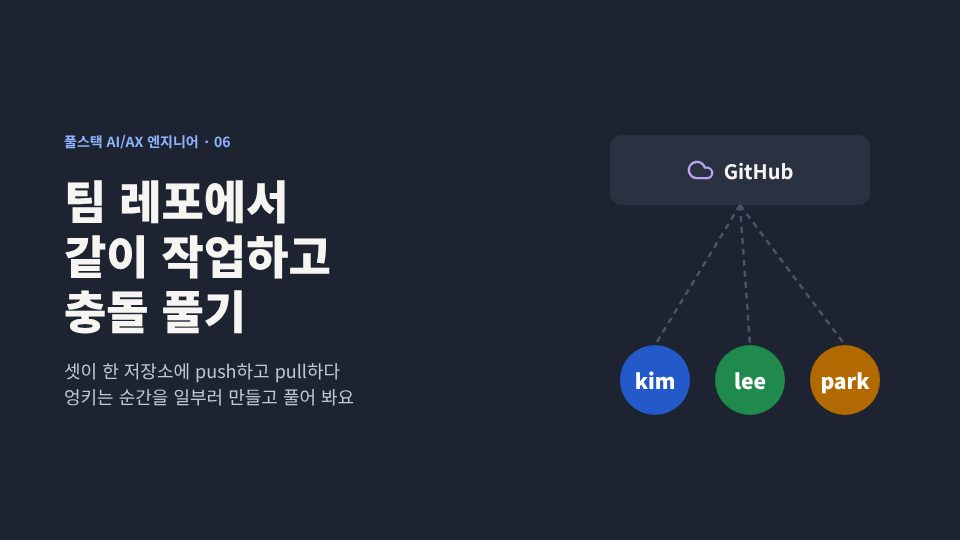 풀스택 AI/AX 엔지니어 · 06
팀 레포에서
같이 작업하고
충돌 풀기
셋이 한 저장소에 push하고 pull하다
엉키는 순간을 일부러 만들고 풀어 봐요
GitHub
kim
lee
park